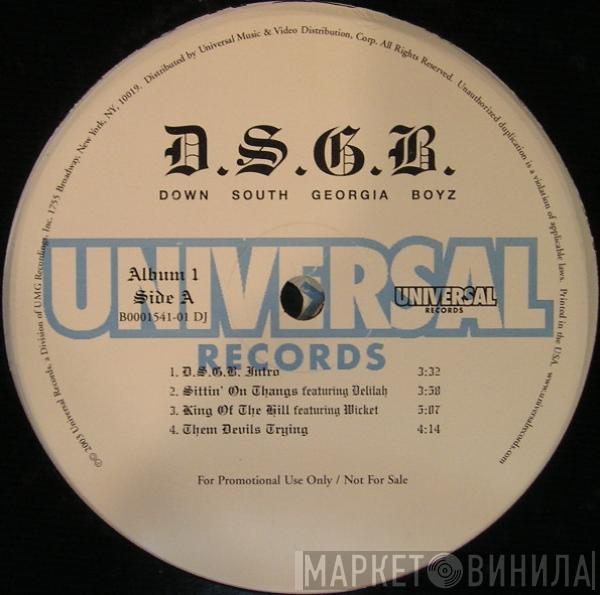 ℗© 2003 Universal Records, a Division of UMG Recordings, Inc. 1755 Broadway, New York, NY, 10019. Distributed by Universal Music & Video Distribution, Corp. All Rights Reserved. Unauthorized duplication is a violation of applicable laws. Printed in the USA. www.universalrecords.com
D.S.G.B.
DOWN SOUTH GEORGIA BOYZ
UNIVERSAL
RECORDS
Album 1
Side A
B0001541-01 DJ
UNIVERSAL
RECORDS
1. D.S.G.B. Intro 3:32
2. Sittin' On Thangs featuring Delilah 3:58
3. King Of The Hill featuring Wicket 5:07
4. Them Devils Trying 4:14
For Promotional Use Only / Not For Sale
МАРКЕТ ВИНИЛА